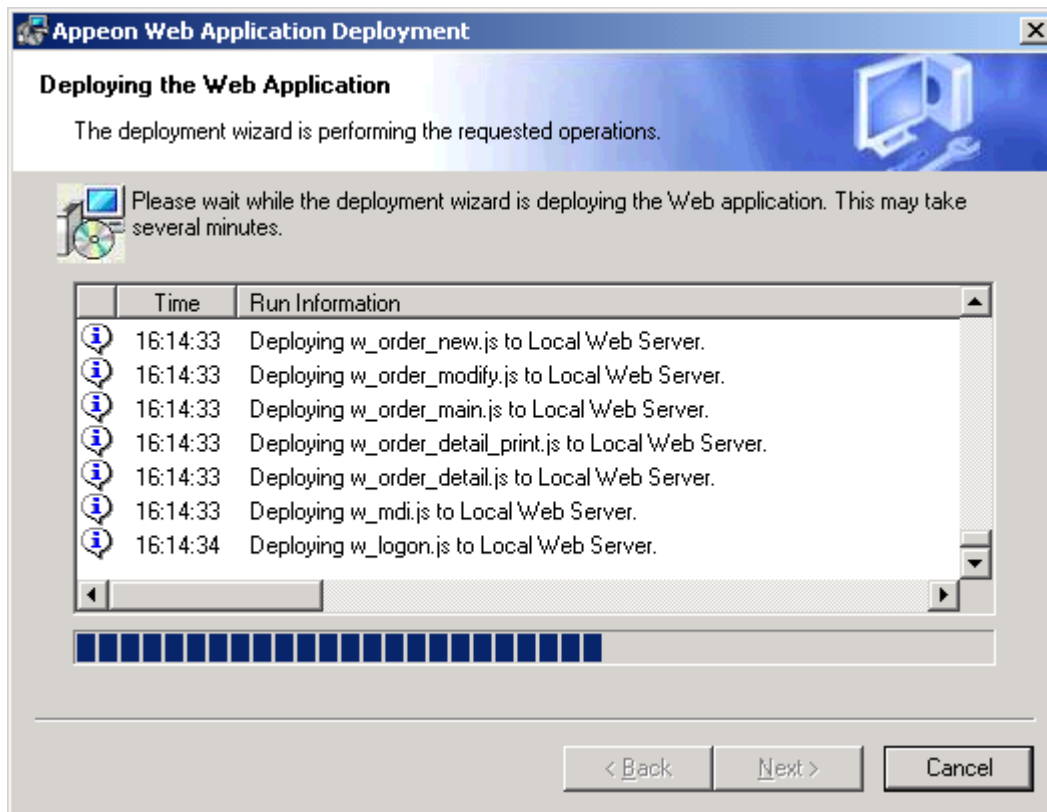 Appeon Web Application Deployment
Deploying the Web Application
The deployment wizard is performing the requested operations.
Please wait while the deployment wizard is deploying the Web application. This may take
several minutes.
Time Run Information
16:14:33 Deploying w_order_new.js to Local Web Server.
16:14:33 Deploying w_order_modify.js to Local Web Server.
16:14:33 Deploying w_order_main.js to Local Web Server.
16:14:33 Deploying w_order_detail_print.js to Local Web Server.
16:14:33 Deploying w_order_detail.js to Local Web Server.
16:14:33 Deploying w_mdi.js to Local Web Server.
16:14:34 Deploying w_logon.js to Local Web Server.
< Back Next > Cancel